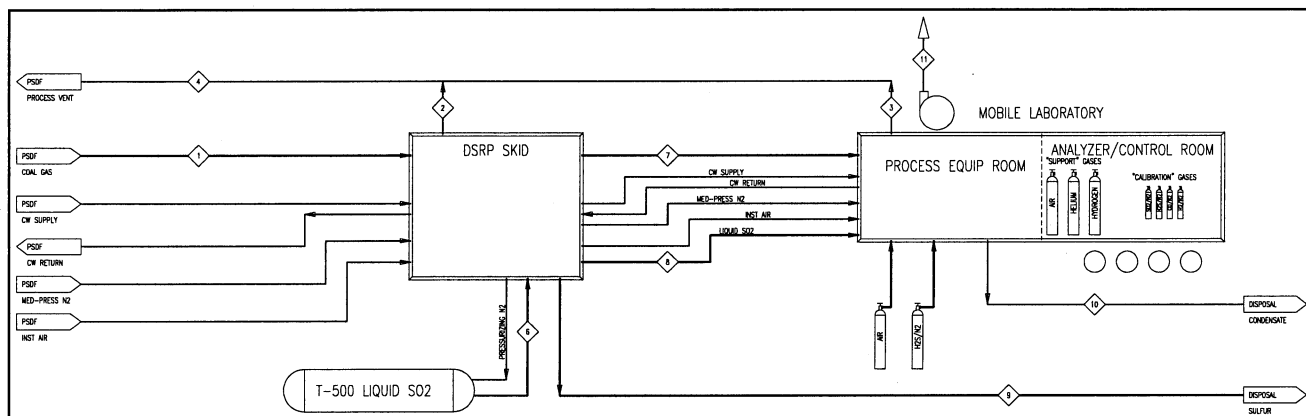 11
PSDF
PROCESS VENT
4
2
3
MOBILE LABORATORY
PSDF
COAL GAS
1
DSRP SKID
7
PROCESS EQUIP ROOM
ANALYZER/CONTROL ROOM
"SUPPORT" GASES
AIR
HELIUM
HYDROGEN
"CALIBRATION" GASES
PSDF
CW SUPPLY
CW SUPPLY
CW RETURN
MED-PRESS N2
INST AIR
LIQUID SO2
8
PSDF
CW RETURN
PSDF
MED-PRESS N2
PSDF
INST AIR
PRESSURIZING N2
6
AIR
H2S/N2
10
DISPOSAL
CONDENSATE
T-500 LIQUID SO2
9
DISPOSAL
SULFUR